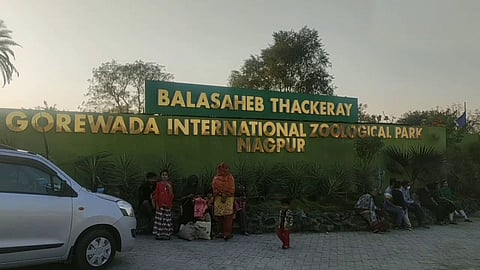 BALASAHEB THACKERAY
GOREWADA INTERNATIONAL ZOOLOGICAL PARK
NAGPUR